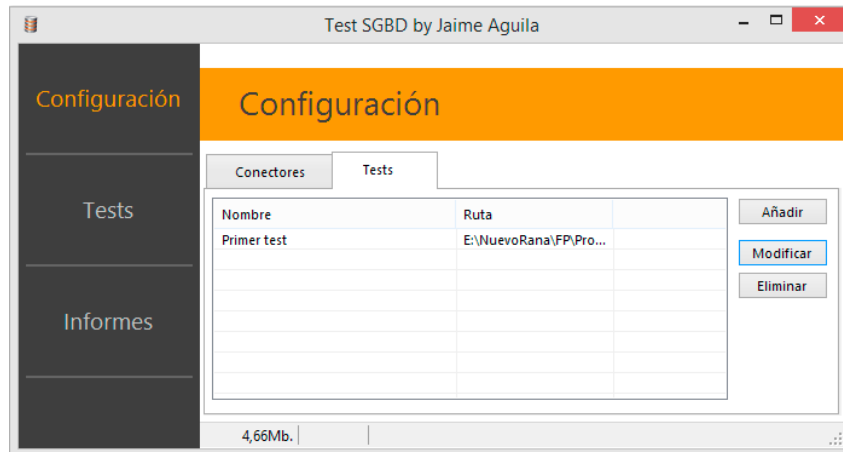 Test SGBD by Jaime Aguila
Configuración
Tests
Informes
Configuración
Conectores Tests
Nombre Ruta
Primer test E:\NuevoRana\FP\Pro...
Añadir
Modificar
Eliminar
4,66Mb.